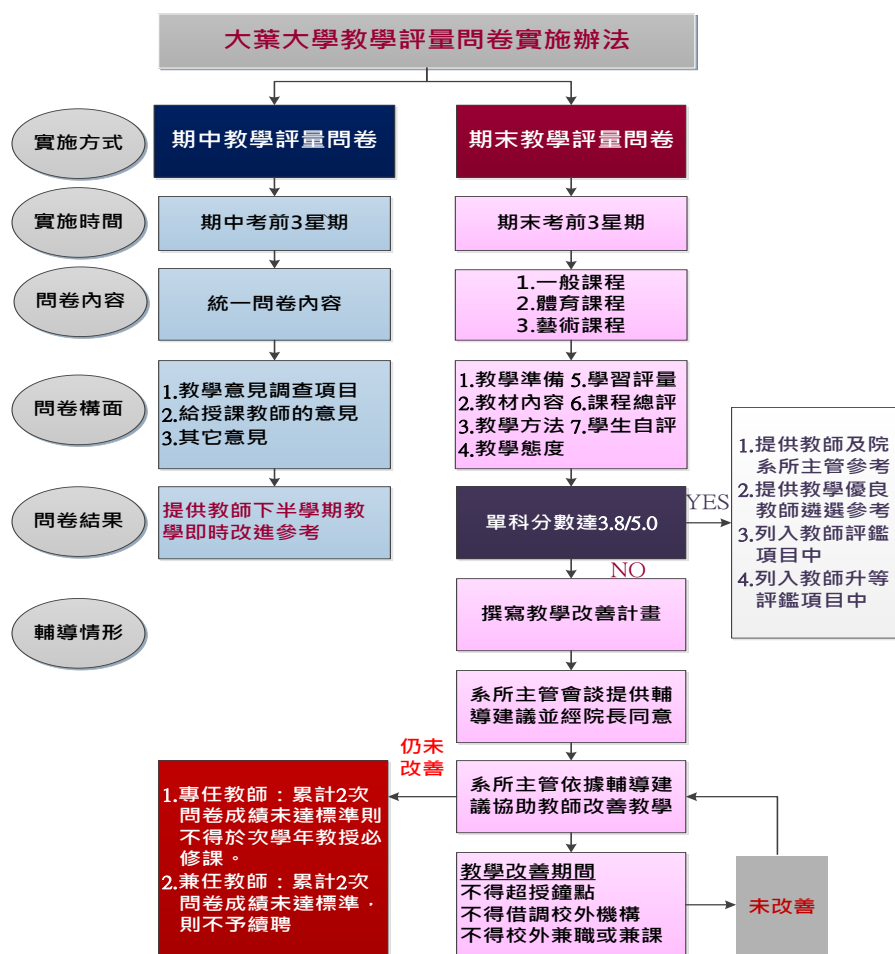 大葉大學教學評量問卷實施辦法
實施方式
期中教學評量問卷
期末教學評量問卷
實施時間
期中考前3星期
期末考前3星期
問卷內容
統一問卷內容
1.一般課程
2.體育課程
3.藝術課程
問卷構面
1.教學意見調查項目
2.給授課教師的意見
3.其它意見
1.教學準備 5.學習評量
2.教材內容 6.課程總評
3.教學方法 7.學生自評
4.教學態度
問卷結果
提供教師下半學期教
學即時改進參考
單科分數達3.8/5.0
YES
1.提供教師及院
系所主管參考
2.提供教學優良
教師遴選參考
3.列入教師評鑑
項目中
4.列入教師升等
評鑑項目中
NO
輔導情形
撰寫教學改善計畫
系所主管會談提供輔
導建議並經院長同意
仍未
改善
系所主管依據輔導建
議協助教師改善教學
1.專任教師：累計2次
問卷成績未達標準則
不得於次學年教授必
修課。
2.兼任教師：累計2次
問卷成績未達標準，
則不予續聘
教學改善期間
不得超授鐘點
不得借調校外機構
不得校外兼職或兼課
未改善